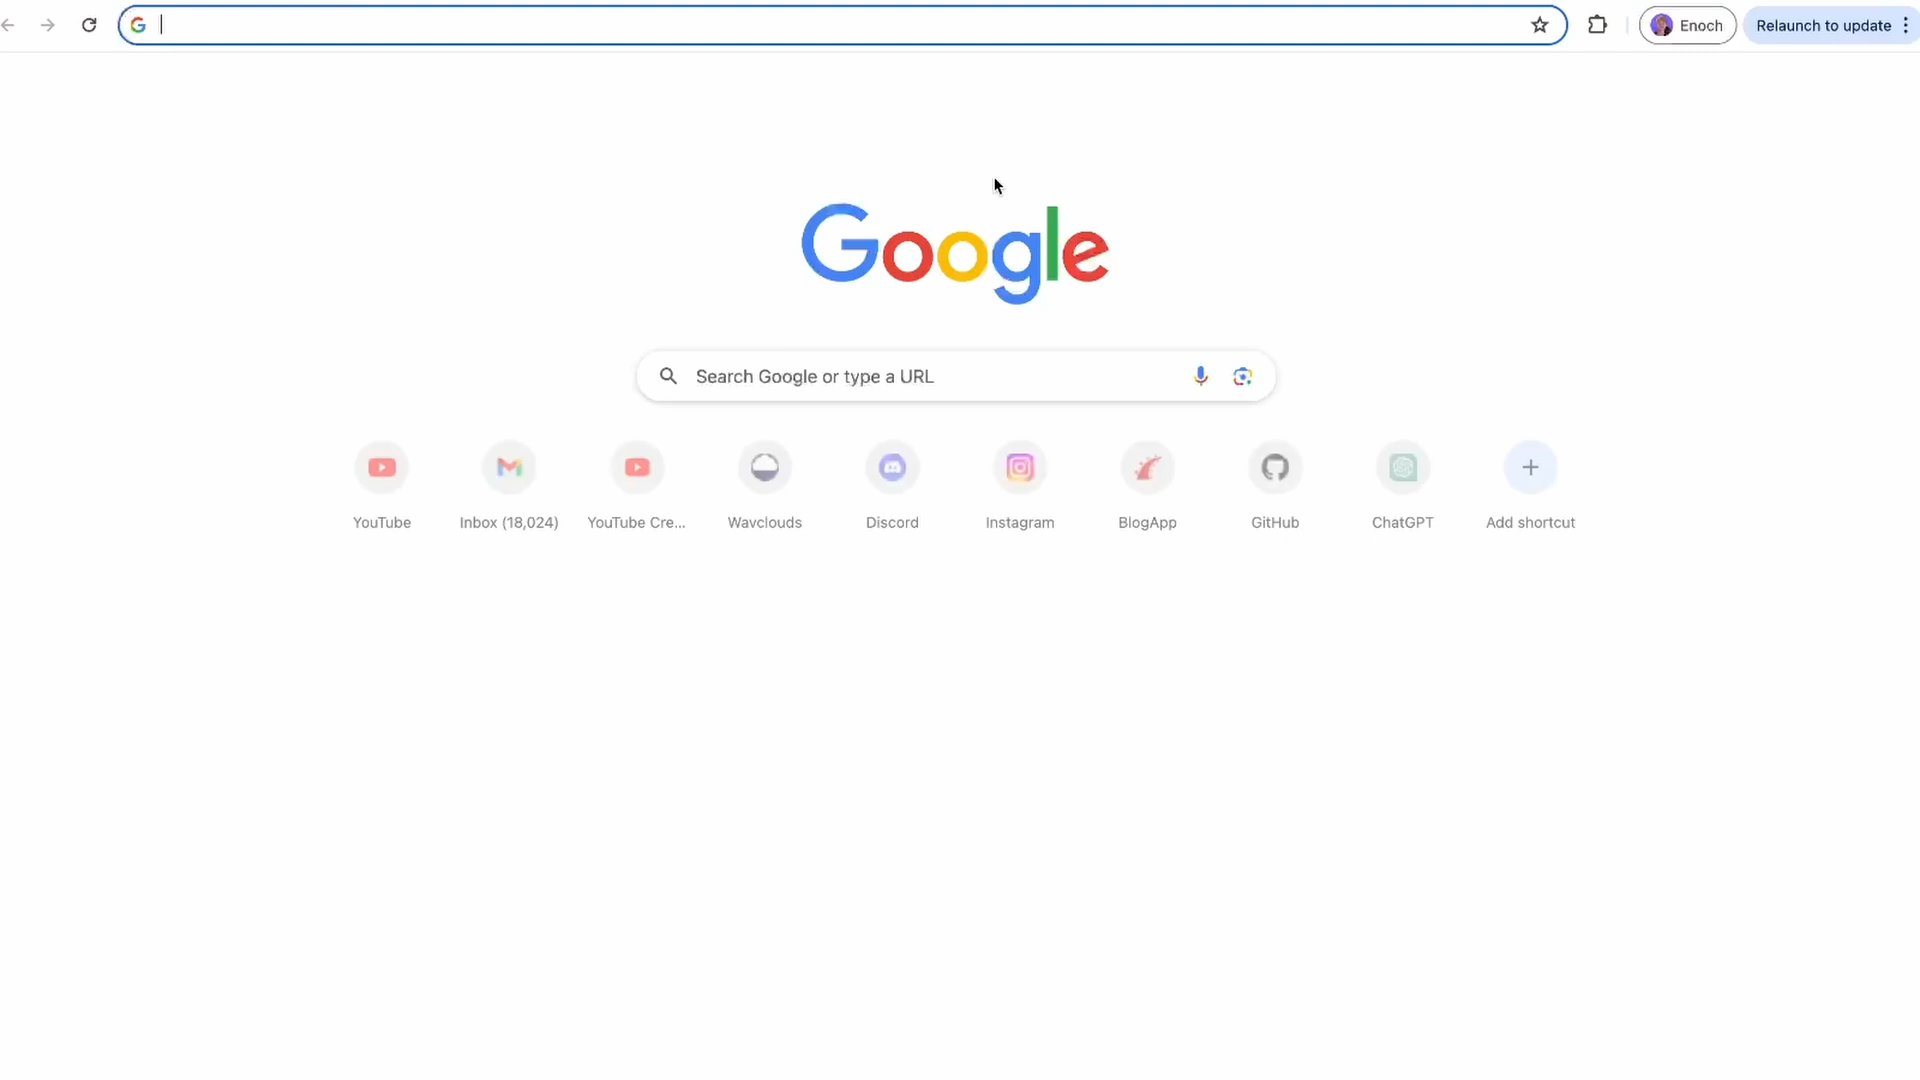 Enoch
Relaunch to update
Google
Search Google or type a URL
YouTube
Inbox (18,024)
YouTube Cre...
Wavclouds
Discord
Instagram
BlogApp
GitHub
ChatGPT
Add shortcut